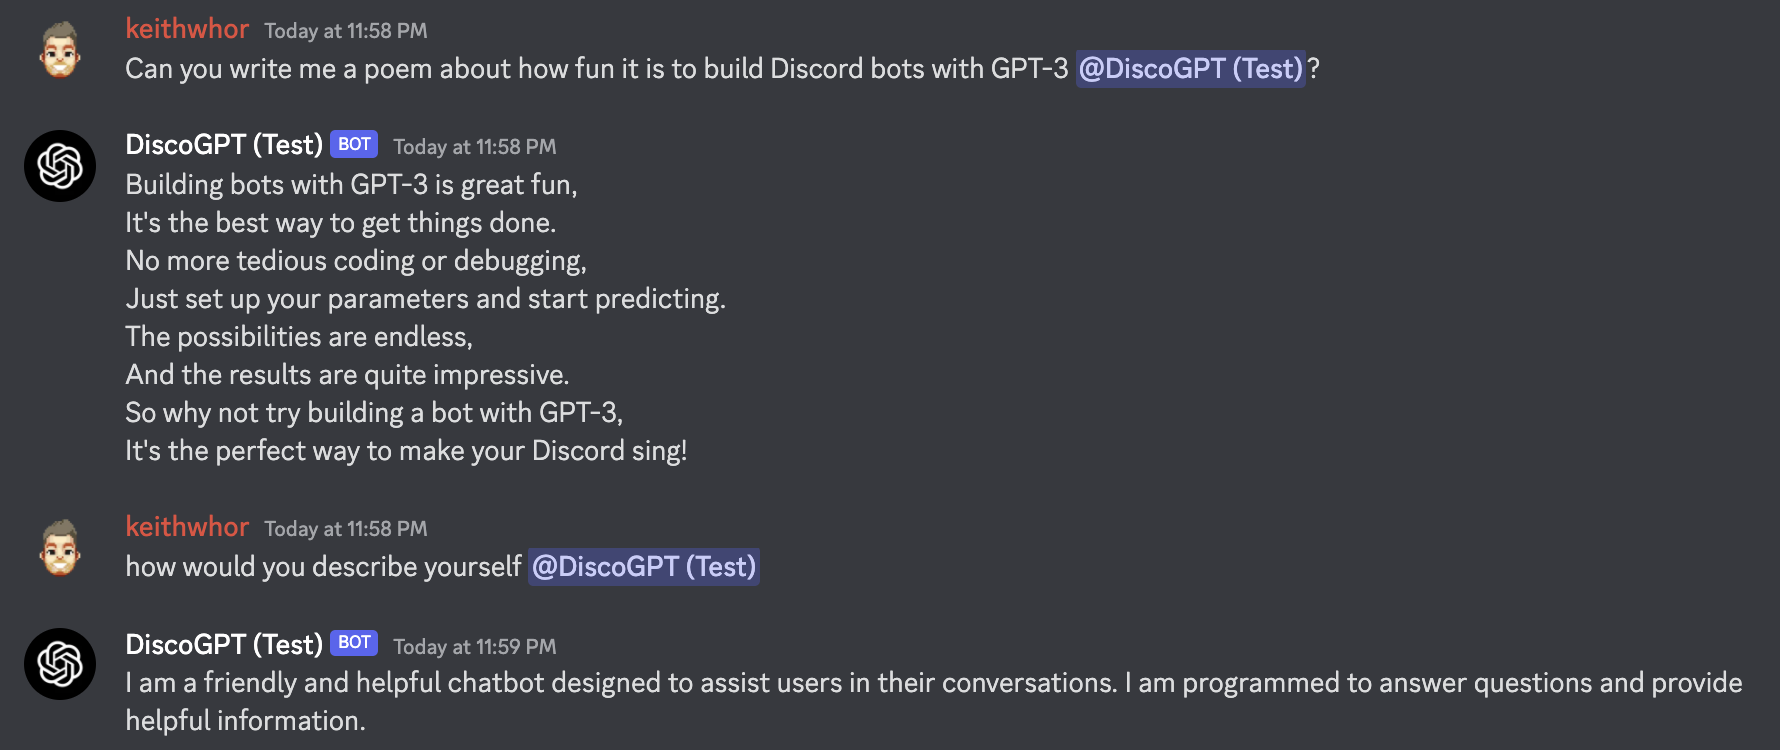 keithwhor Today at 11:58 PM
Can you write me a poem about how fun it is to build Discord bots with GPT-3 @DiscoGPT (Test)?
DiscoGPT (Test) BOT Today at 11:58 PM
Building bots with GPT-3 is great fun,
It's the best way to get things done.
No more tedious coding or debugging,
Just set up your parameters and start predicting.
The possibilities are endless,
And the results are quite impressive.
So why not try building a bot with GPT-3,
It's the perfect way to make your Discord sing!
keithwhor Today at 11:58 PM
how would you describe yourself @DiscoGPT (Test)
DiscoGPT (Test) BOT Today at 11:59 PM
I am a friendly and helpful chatbot designed to assist users in their conversations. I am programmed to answer questions and provide
helpful information.